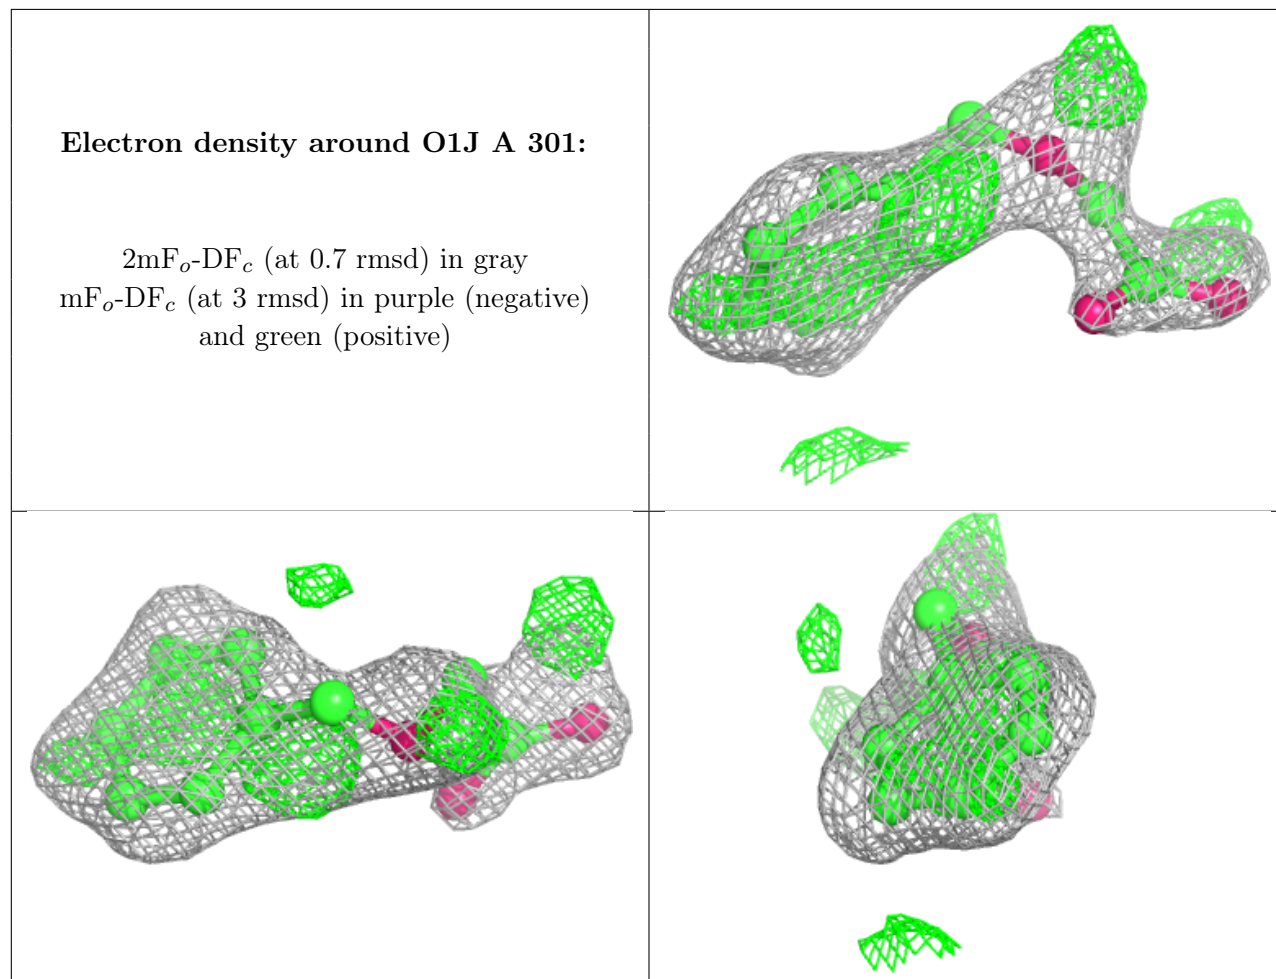 Electron density around O1J A 301:
2mFo-DFc (at 0.7 rmsd) in gray
mFo-DFc (at 3 rmsd) in purple (negative)
and green (positive)